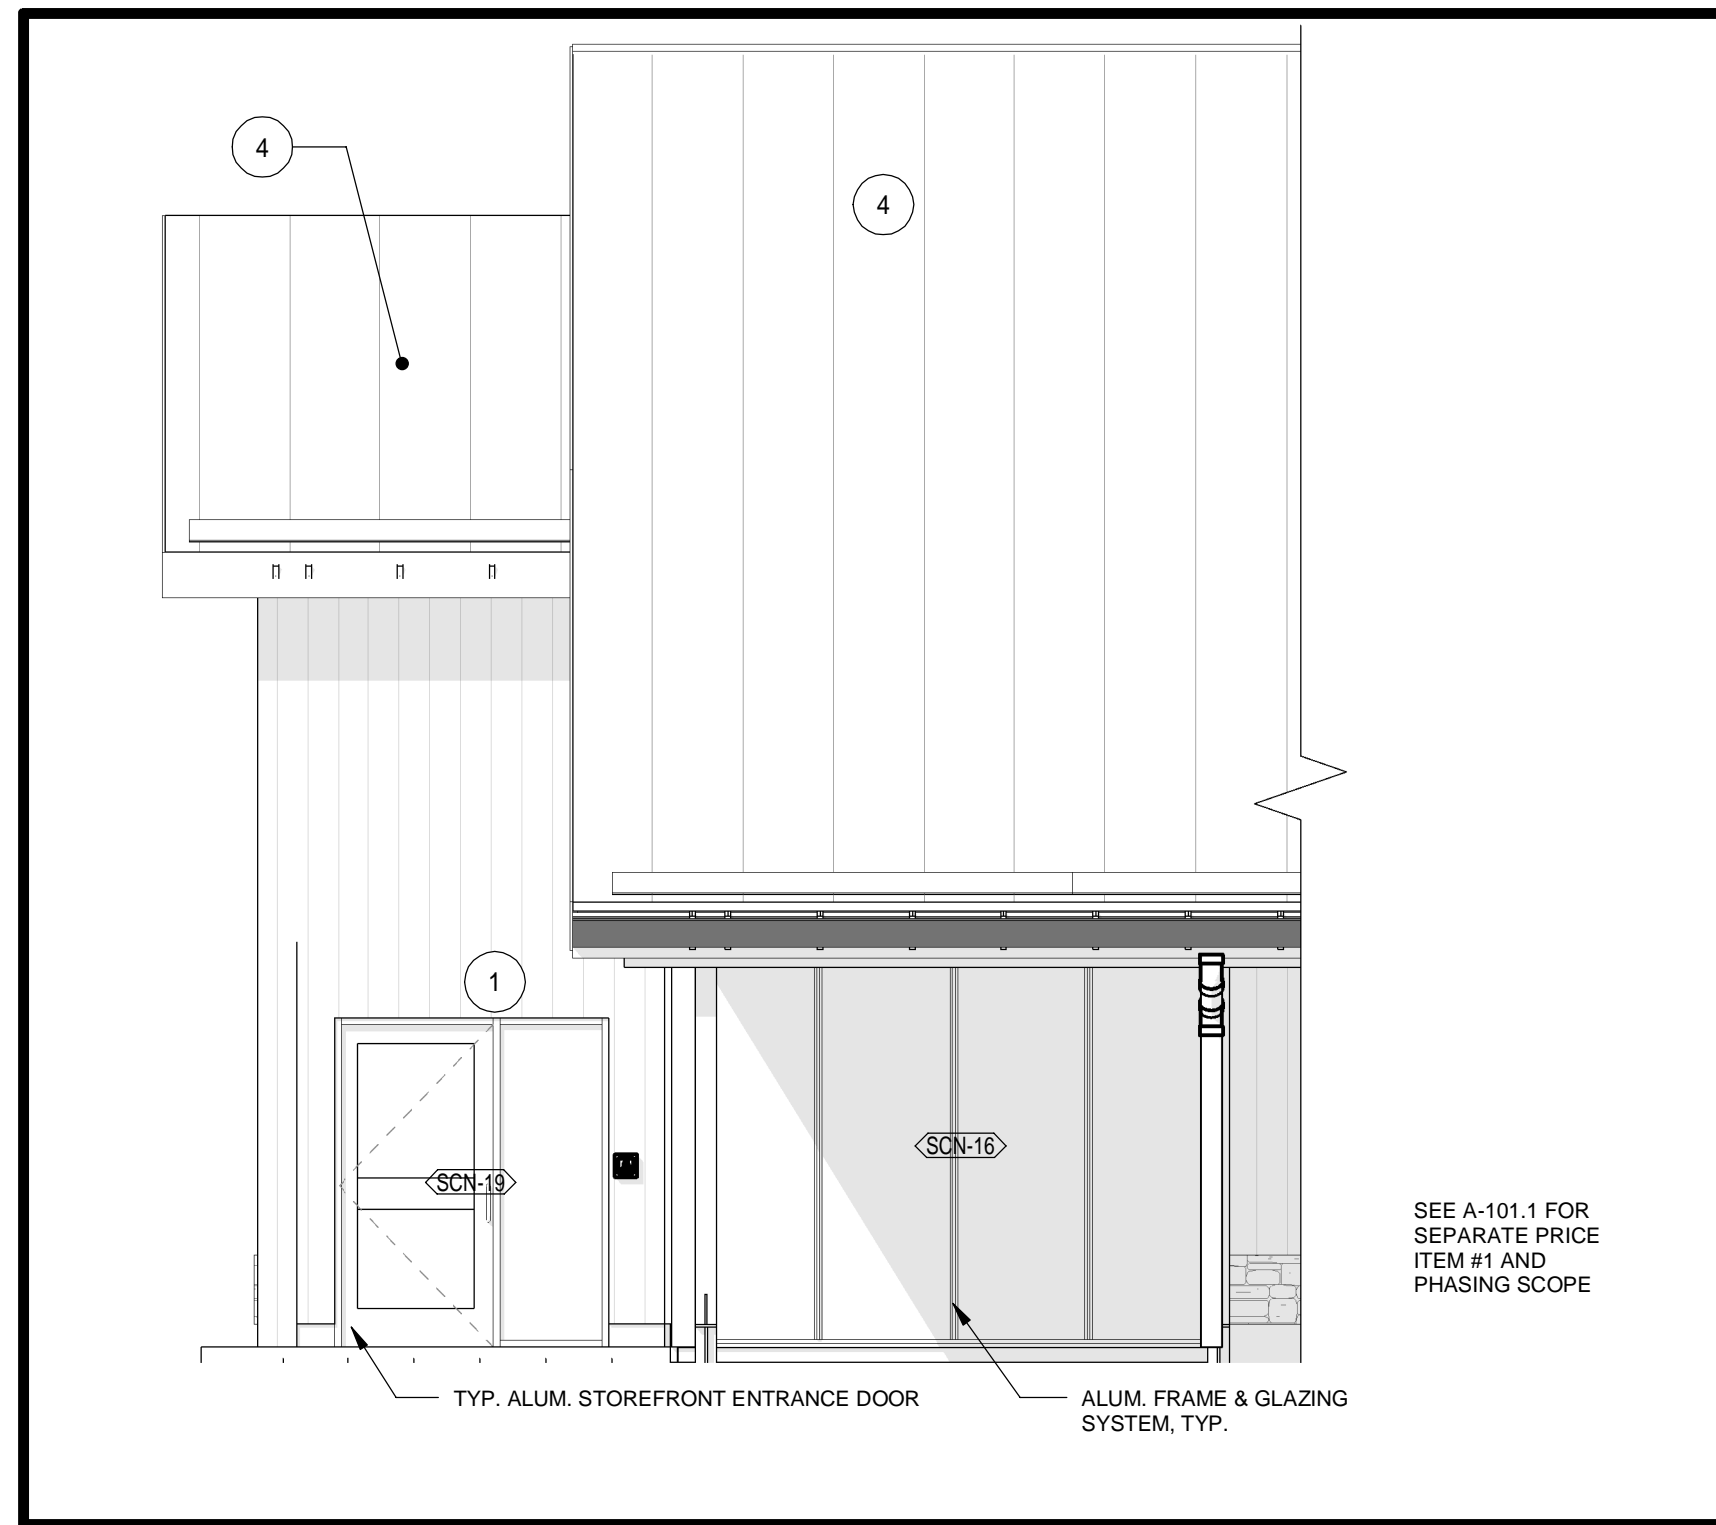 4
4
1
SCN-16
SCN-19
SEE A-101.1 FOR
SEPARATE PRICE
ITEM #1 AND
PHASING SCOPE
TYP. ALUM. STOREFRONT ENTRANCE DOOR
ALUM. FRAME & GLAZING
SYSTEM, TYP.